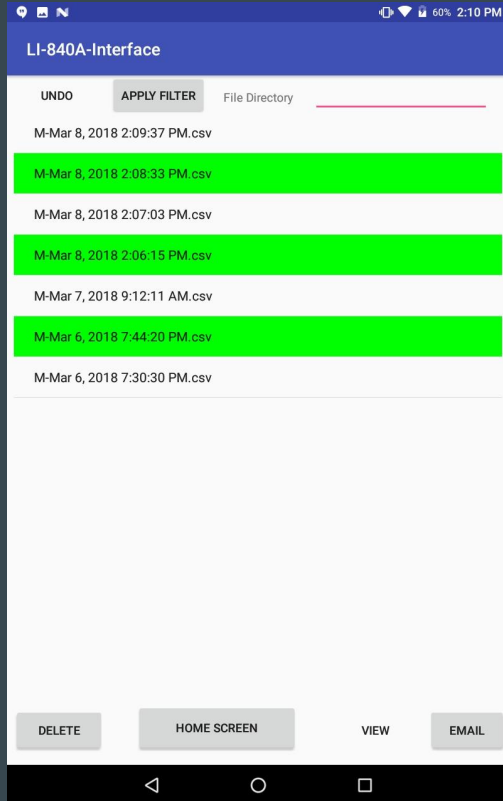 60% 2:10 PM
LI-840A-Interface
UNDO APPLY FILTER File Directory
M-Mar 8, 2018 2:09:37 PM.csv
M-Mar 8, 2018 2:08:33 PM.csv
M-Mar 8, 2018 2:07:03 PM.csv
M-Mar 8, 2018 2:06:15 PM.csv
M-Mar 7, 2018 9:12:11 AM.csv
M-Mar 6, 2018 7:44:20 PM.csv
M-Mar 6, 2018 7:30:30 PM.csv
DELETE HOME SCREEN VIEW EMAIL